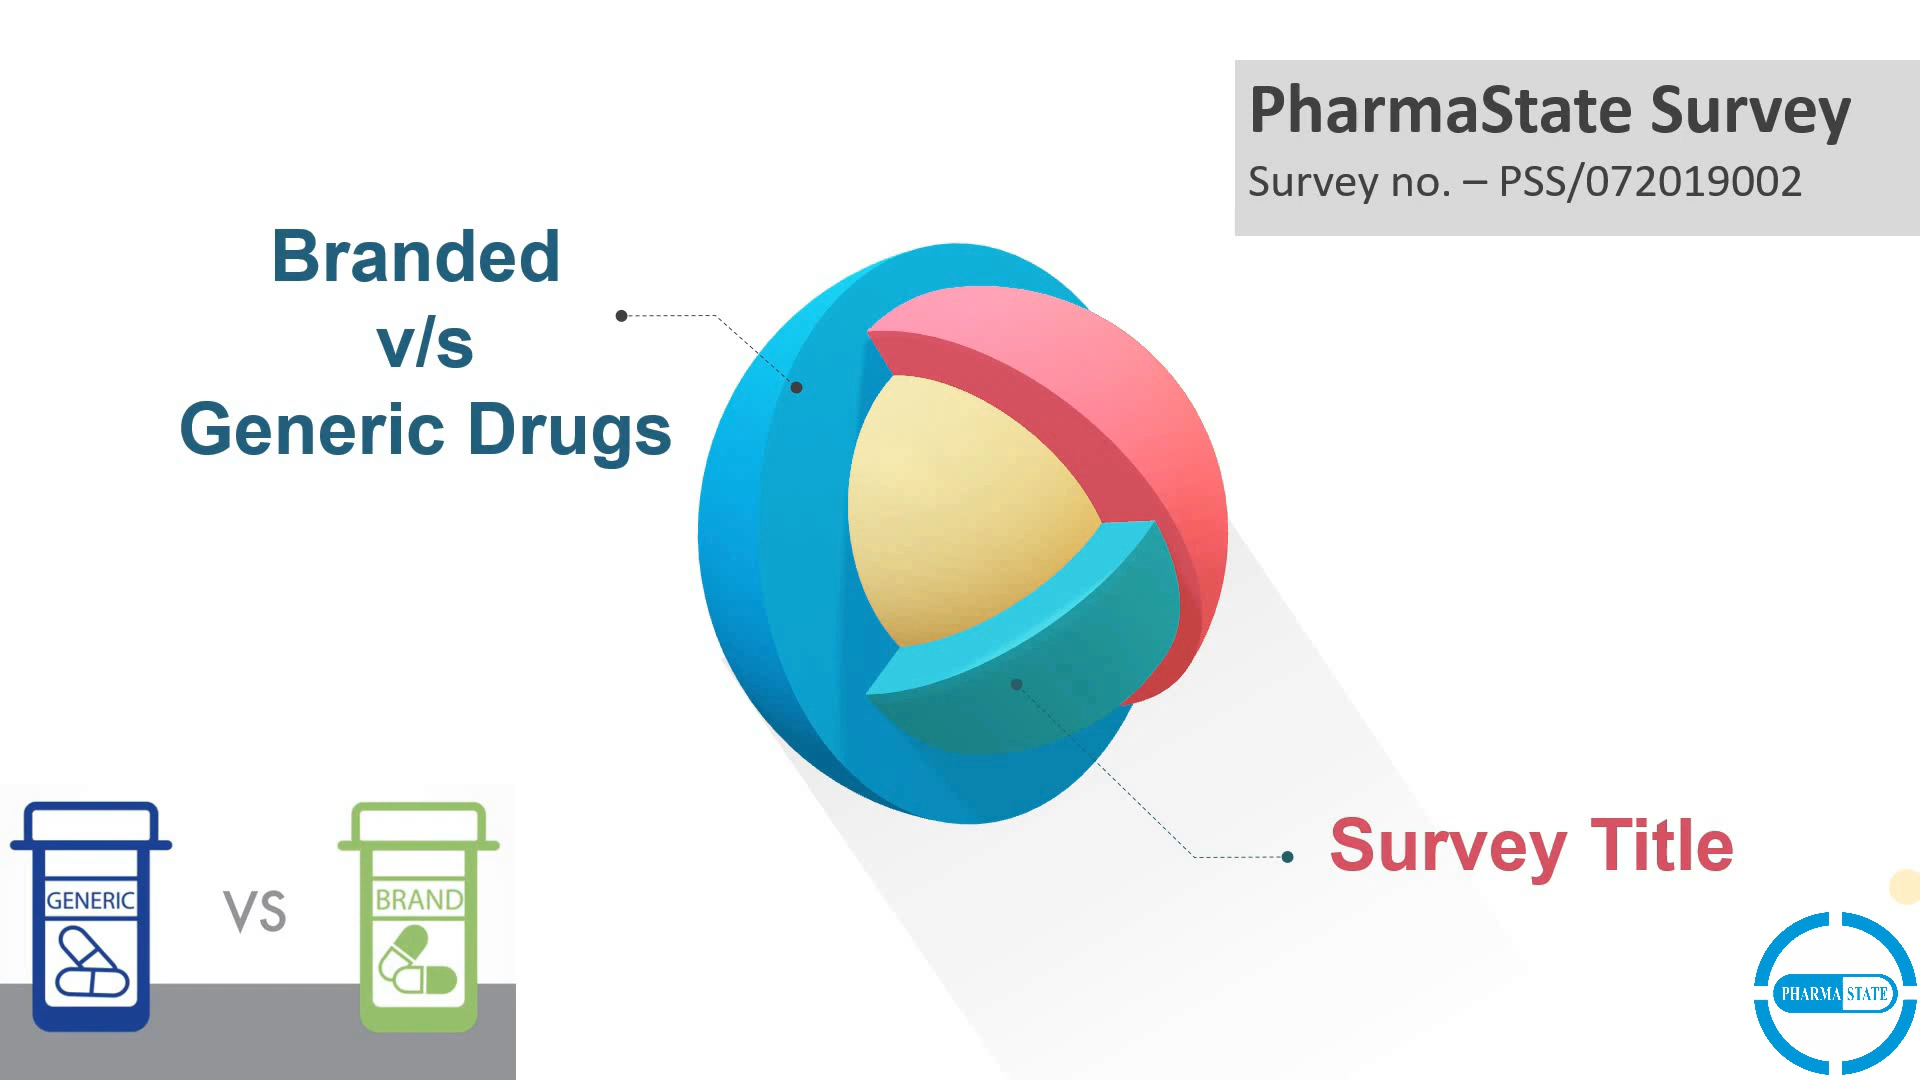 PharmaState Survey
Survey no. – PSS/072019002
Branded
v/s
Generic Drugs
Survey Title
GENERIC
VS
BRAND
PHARMA STATE